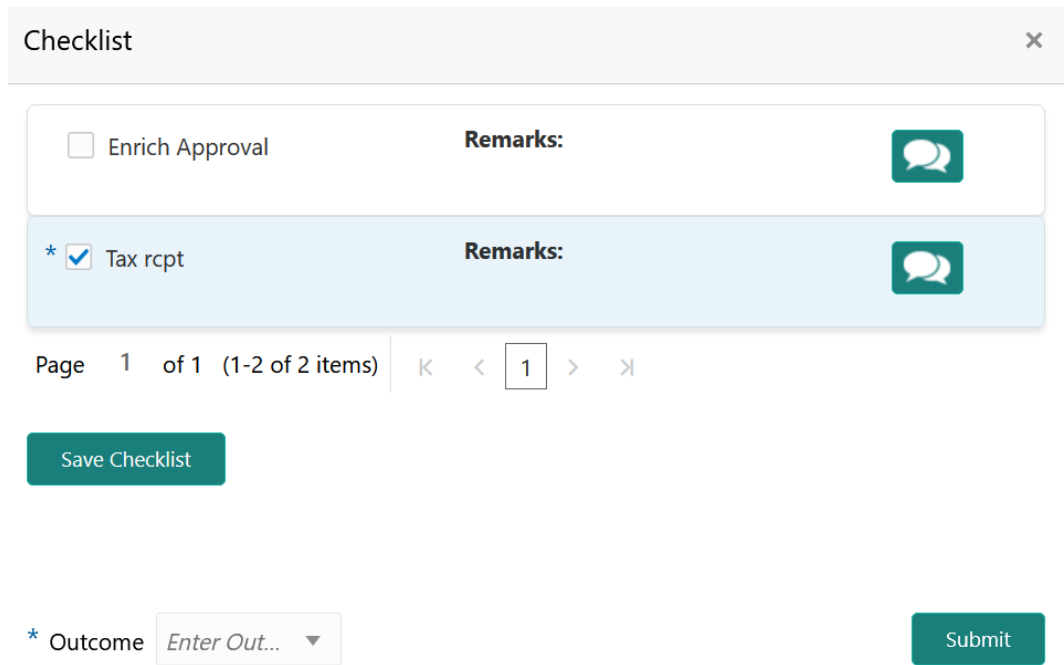 Checklist
Enrich Approval Remarks:
* Tax rcpt Remarks:
Page 1 of 1 (1-2 of 2 items) 1
Save Checklist
* Outcome Enter Out... Submit